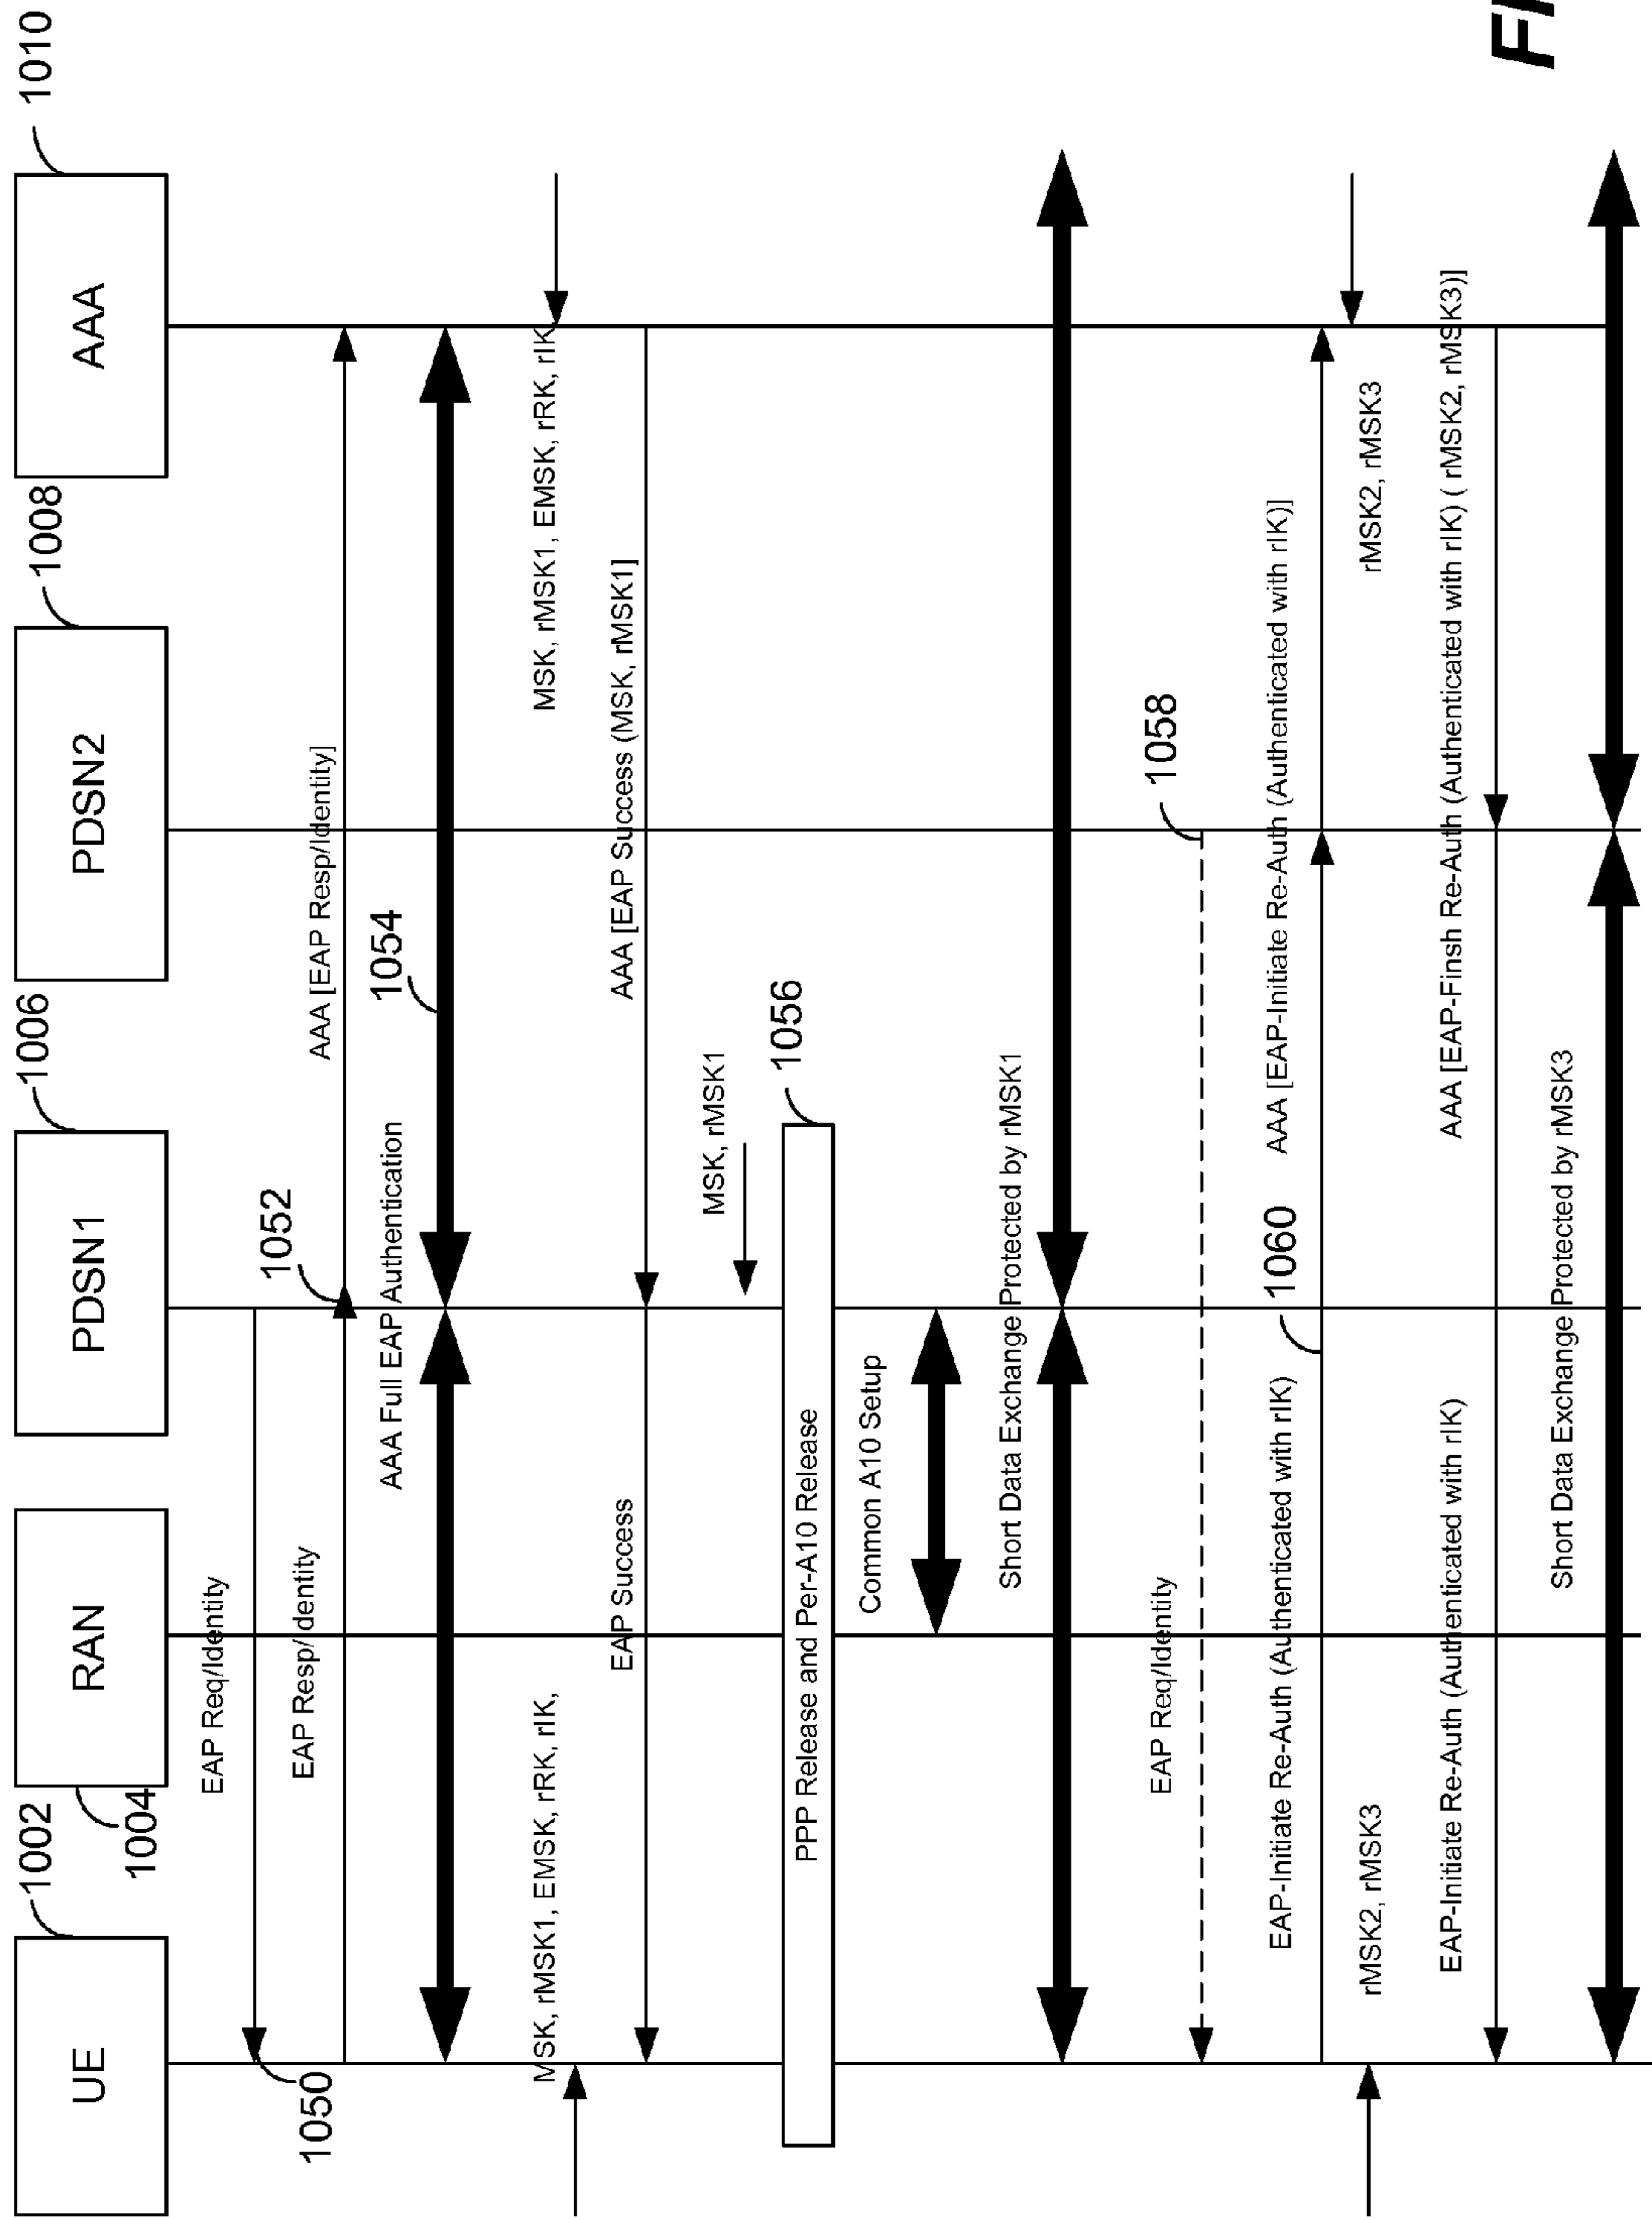 UE
RAN
PDSN1
PDSN2
AAA
1002
1004
1006
1008
1010
EAP Req/Identity
1050
EAP Resp/Identity
1052
AAA [EAP Resp/Identity]
AAA Full EAP Authentication
1054
MSK, rMSK1, EMSK, rRK, rIK,
MSK, rMSK1, EMSK, rRK, rIK
EAP Success
AAA [EAP Success (MSK, rMSK1]
MSK, rMSK1
PPP Release and Per-A10 Release
1056
Common A10 Setup
Short Data Exchange Protected by rMSK1
EAP Req/Identity
1058
EAP-Initiate Re-Auth (Authenticated with rIK)
1060
AAA [EAP-Initiate Re-Auth (Authenticated with rIK)]
rMSK2, rMSK3
rMSK2, rMSK3
EAP-Initiate Re-Auth (Authenticated with rIK)
AAA [EAP-Finsh Re-Auth (Authenticated with rIK) ( rMSK2, rMSK3)]
Short Data Exchange Protected by rMSK3